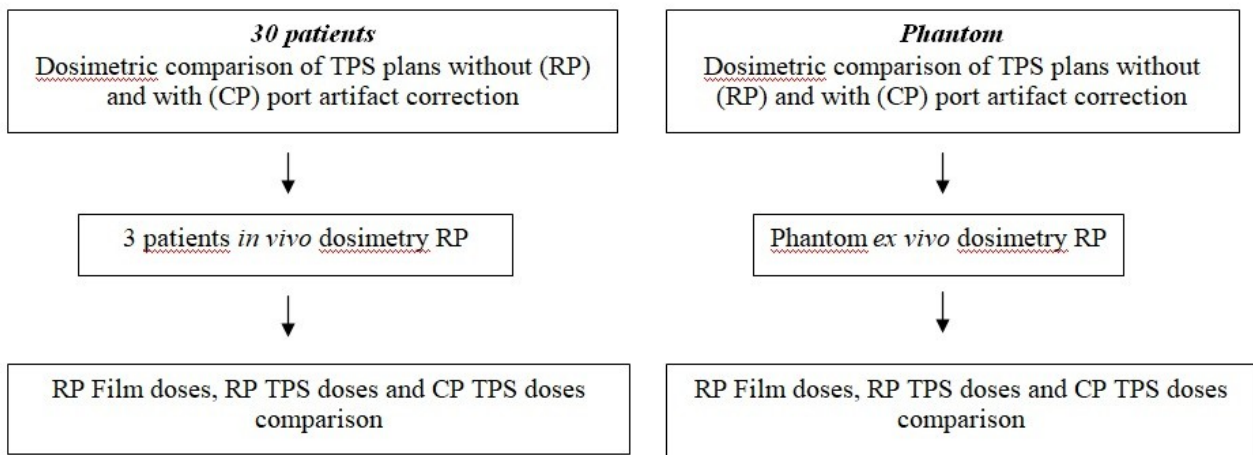 30 patients
Dosimetric comparison of TPS plans without (RP)
and with (CP) port artifact correction
3 patients in vivo dosimetry RP
RP Film doses, RP TPS doses and CP TPS doses
comparison
Phantom
Dosimetric comparison of TPS plans without
(RP) and with (CP) port artifact correction
Phantom ex vivo dosimetry RP
RP Film doses, RP TPS doses and CP TPS doses
comparison